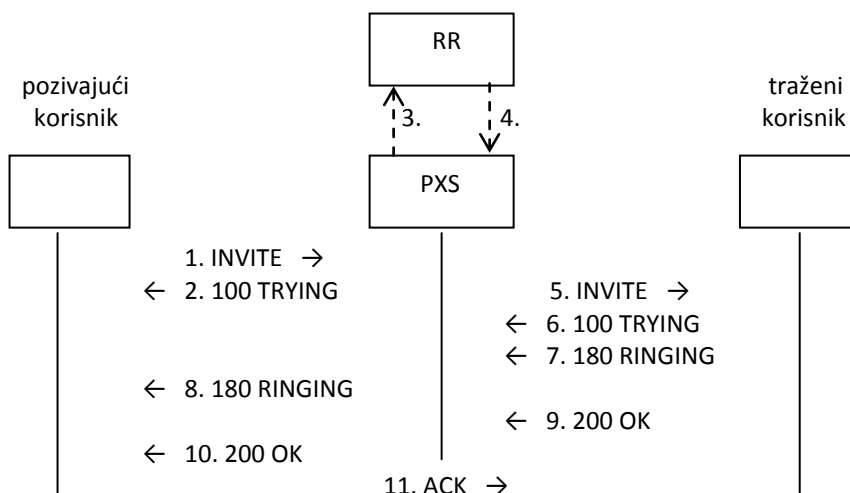 RR
pozivajući
korisnik
traženi
korisnik
3.
4.
PXS
1. INVITE →
← 2. 100 TRYING
5. INVITE →
← 6. 100 TRYING
← 7. 180 RINGING
← 8. 180 RINGING
← 9. 200 OK
← 10. 200 OK
11. ACK →